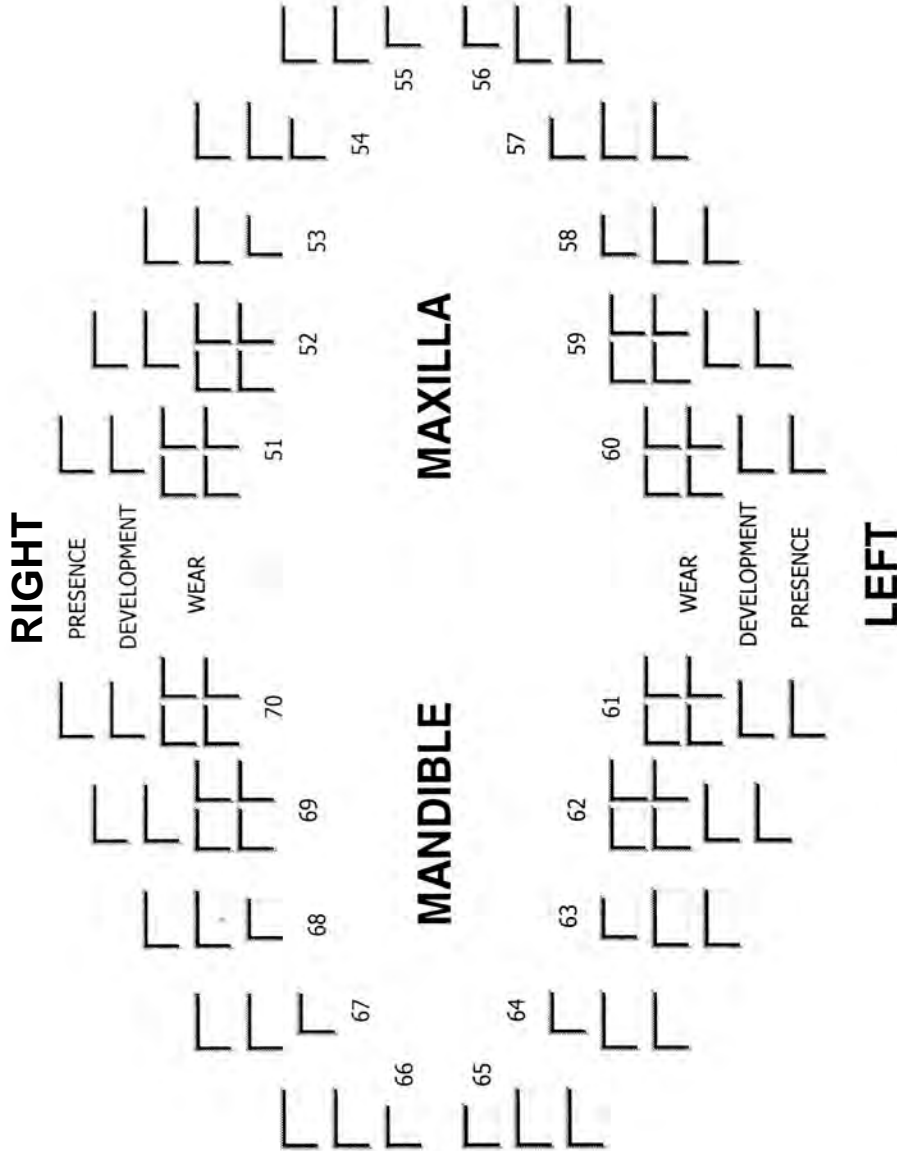 RIGHT
PRESENCE
DEVELOPMENT
WEAR
70 51
69 52
68 53
67 54
66 55
MANDIBLE MAXILLA
65 56
64 57
63 58
62 59
61 60
WEAR
DEVELOPMENT
PRESENCE
LEFT